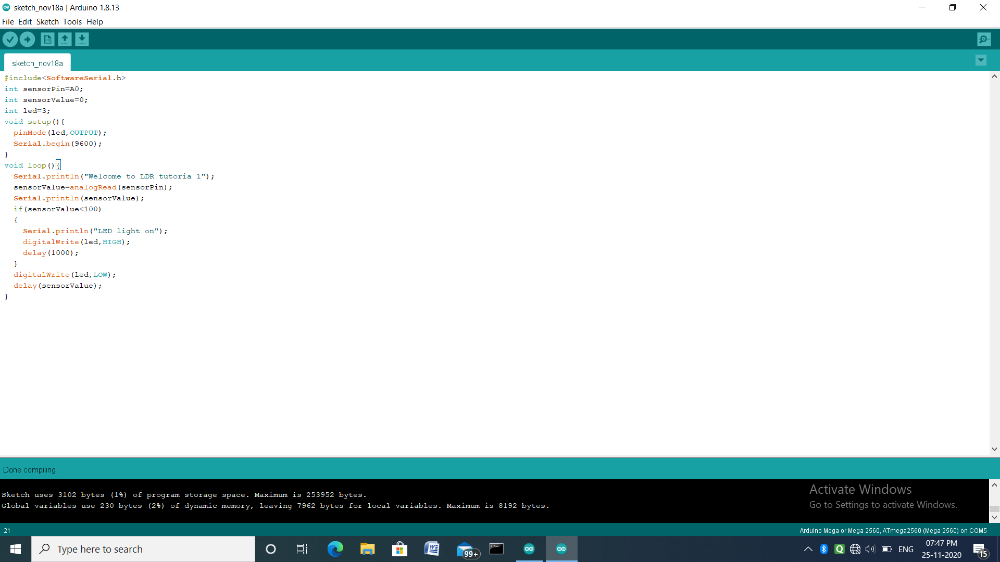 sketch_nov18a | Arduino 1.8.13
File Edit Sketch Tools Help
sketch_nov18a
#include<SoftwareSerial.h>
int sensorPin=A0;
int sensorValue=0;
int led=3;
void setup(){
  pinMode(led,OUTPUT);
  Serial.begin(9600);
}
void loop(){
  Serial.println("Welcome to LDR tutoria 1");
  sensorValue=analogRead(sensorPin);
  Serial.println(sensorValue);
  if(sensorValue<100)
  {
    Serial.println("LED light on");
    digitalWrite(led,HIGH);
    delay(1000);
  }
  digitalWrite(led,LOW);
  delay(sensorValue);
}
Done compiling.
Sketch uses 3102 bytes (1%) of program storage space. Maximum is 253952 bytes.
Global variables use 230 bytes (2%) of dynamic memory, leaving 7962 bytes for local variables. Maximum is 8192 bytes.
Activate Windows
Go to Settings to activate Windows.
21
Arduino Mega or Mega 2560, ATmega2560 (Mega 2560) on COM5
Type here to search
99+
ENG
07:47 PM
25-11-2020
15